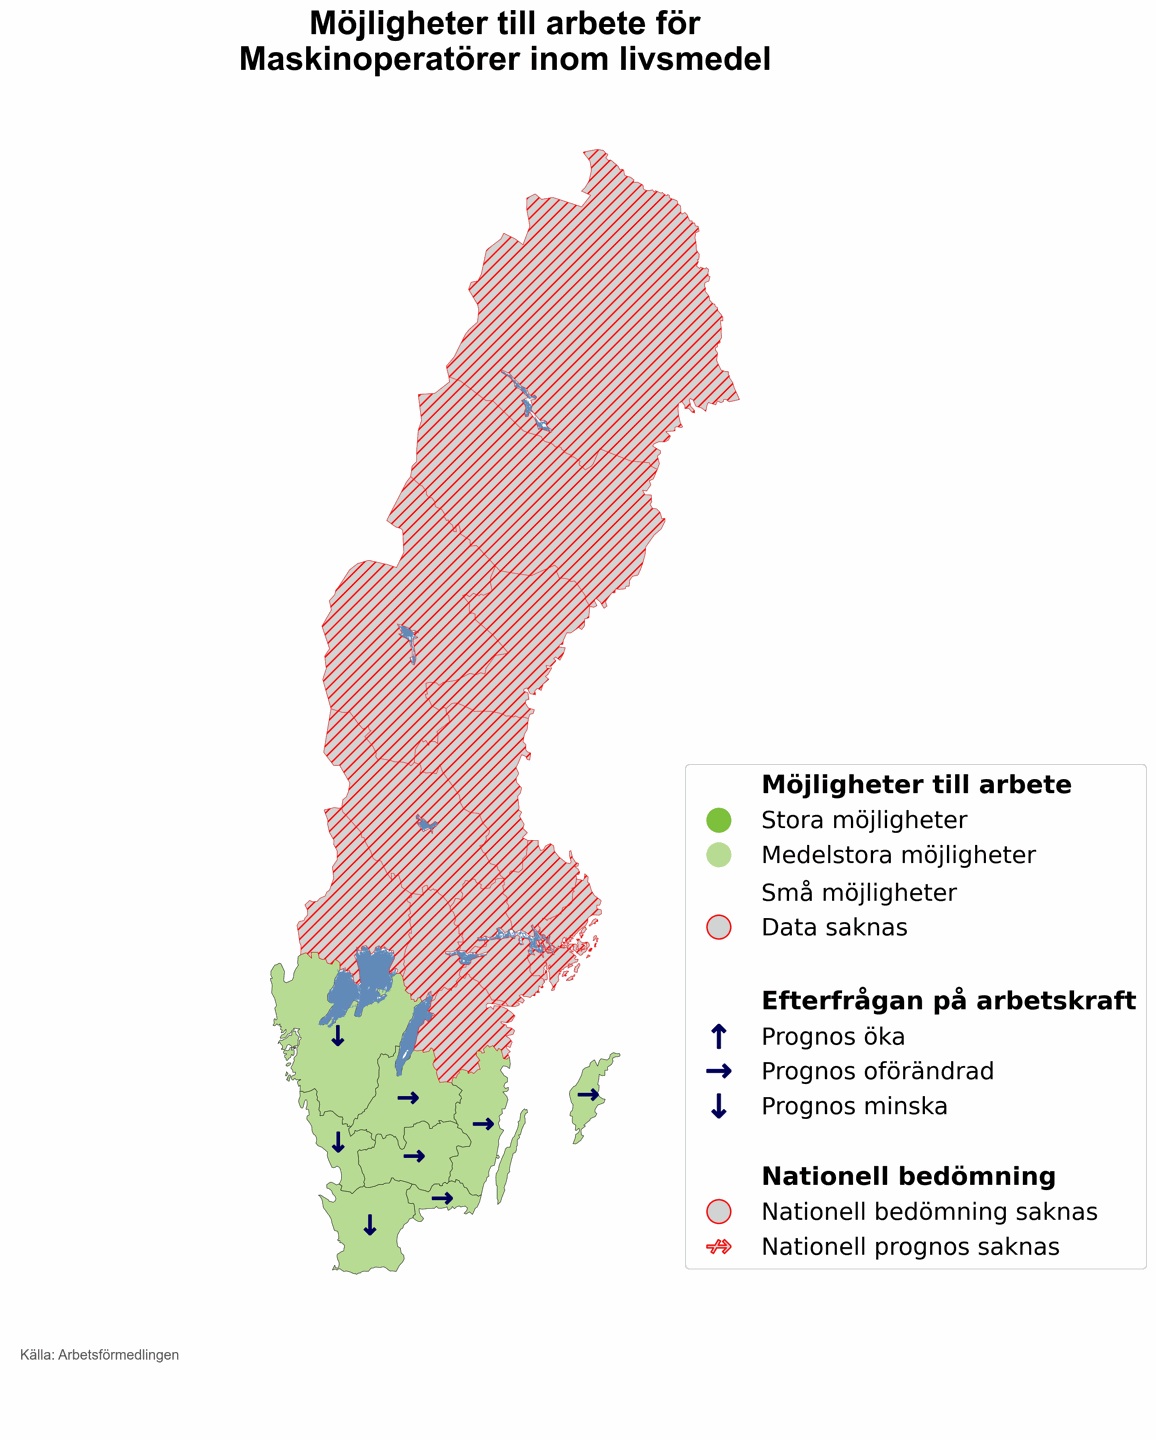 Möjligheter till arbete för
Maskinoperatörer inom livsmedel
Möjligheter till arbete
Stora möjligheter
Medelstora möjligheter
Små möjligheter
Data saknas
Efterfrågan på arbetskraft
Prognos öka
Prognos oförändrad
Prognos minska
Nationell bedömning
Nationell bedömning saknas
Nationell prognos saknas
Källa: Arbetsförmedlingen